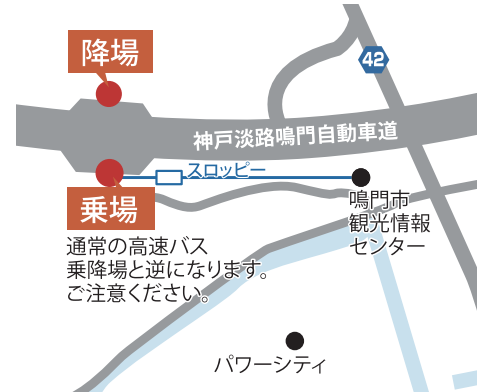 降場
42
神戸淡路鳴門自動車道
スロッピー
乗場
鳴門市
観光情報
センター
通常の高速バス
乗降場と逆になります。
ご注意ください。
パワーシティ